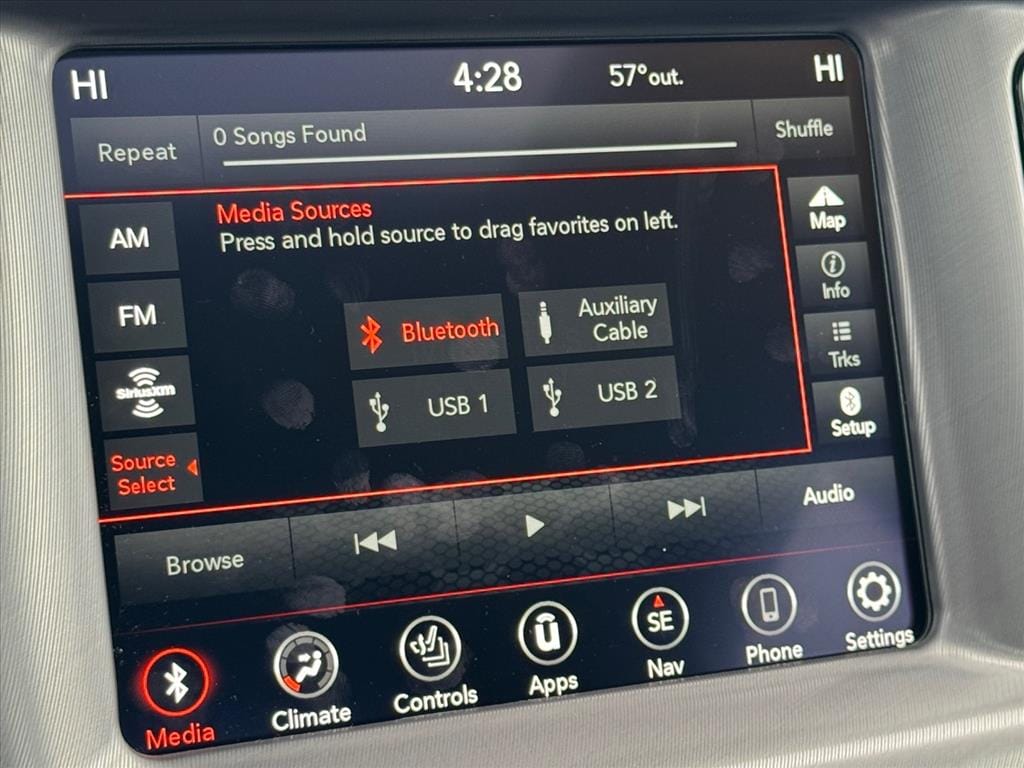 HI 4:28 57°out. HI
Repeat 0 Songs Found Shuffle
Media Sources
Press and hold source to drag favorites on left.
AM
FM
SiriusXM
Source
Select
Bluetooth
Auxiliary
Cable
USB 1
USB 2
Map
Info
Trks
Setup
Browse
Audio
SE
Media Climate Controls Apps Nav Phone Settings